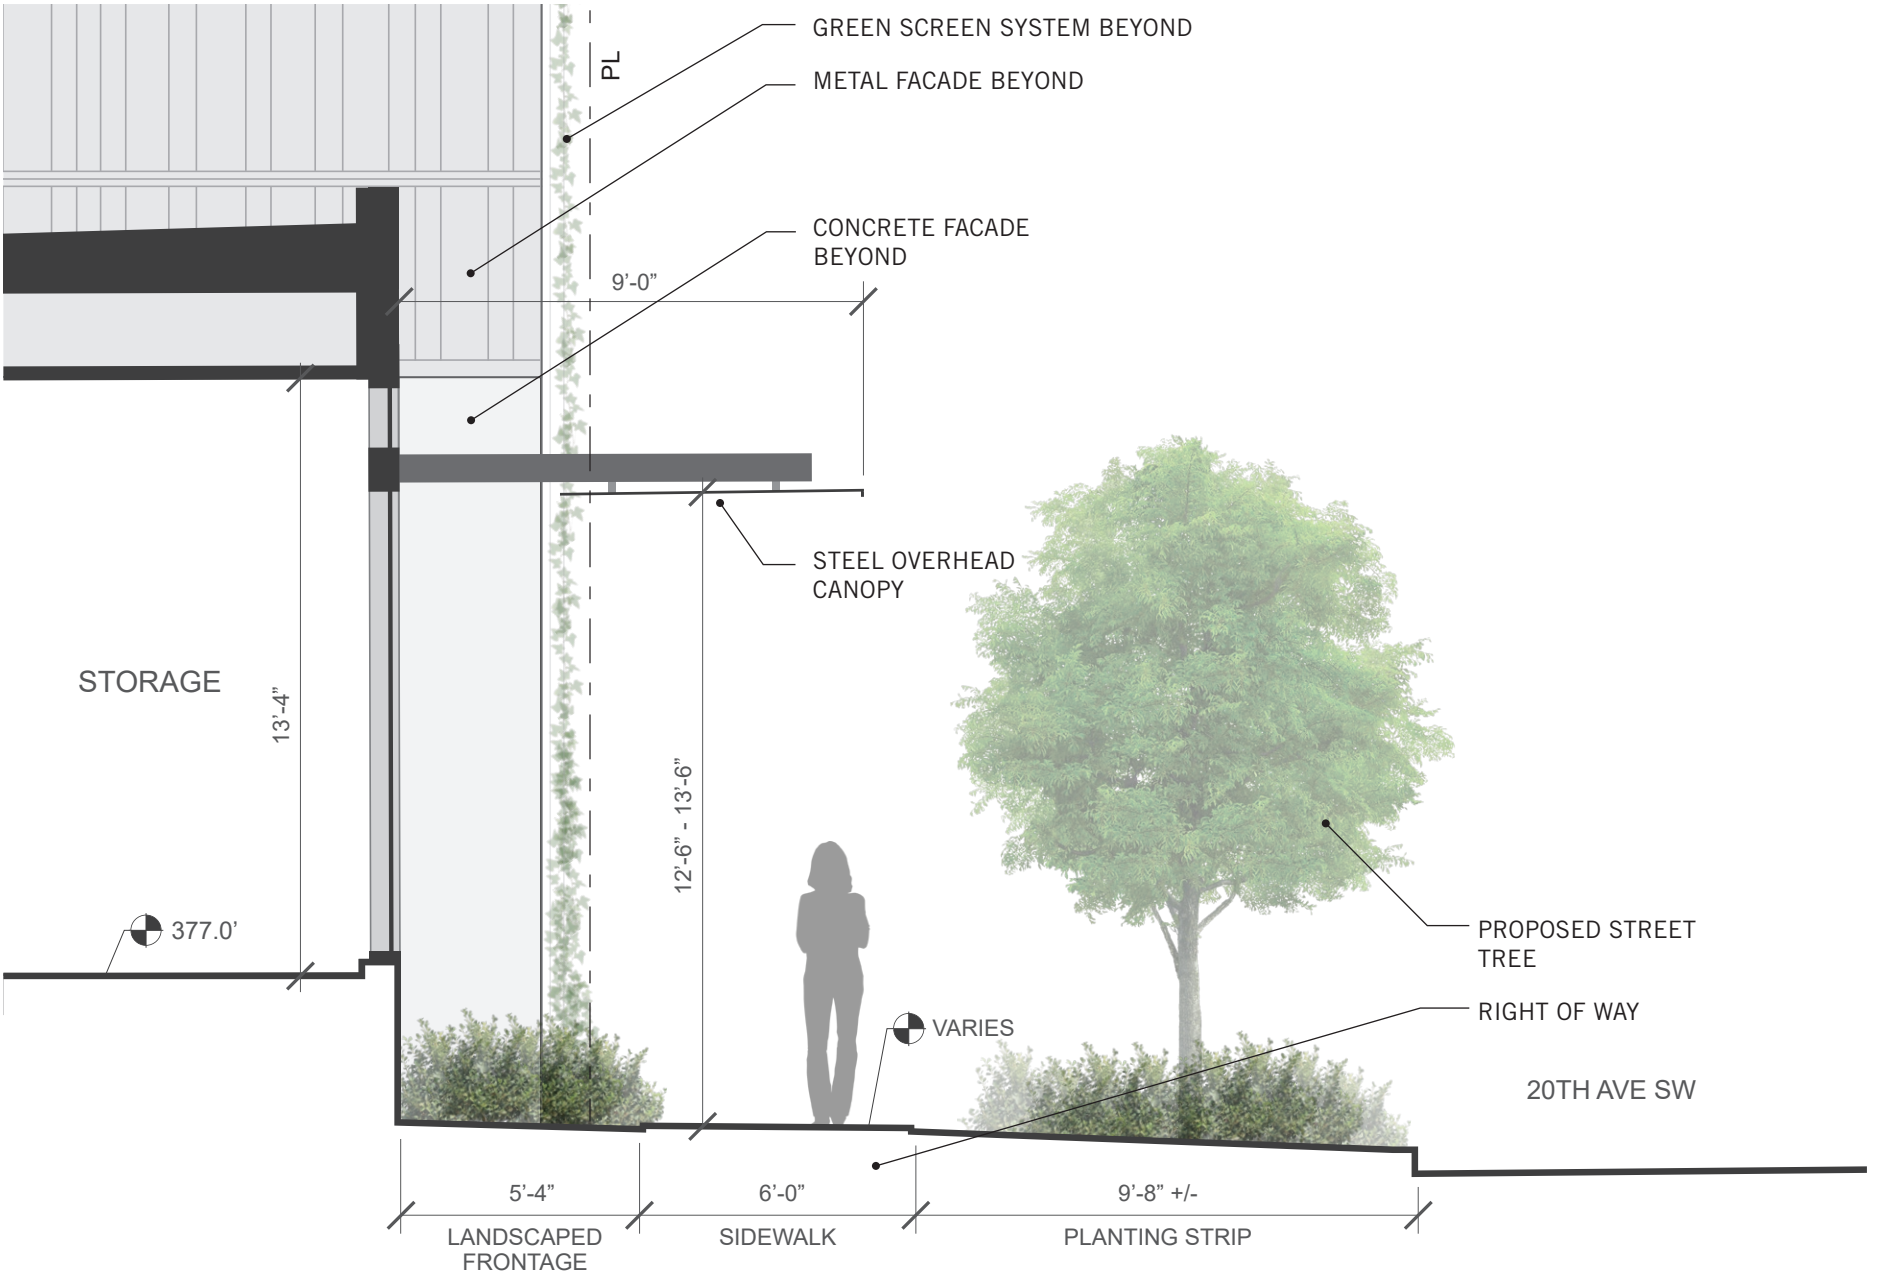 GREEN SCREEN SYSTEM BEYOND
PL
METAL FACADE BEYOND
CONCRETE FACADE
BEYOND
9’-0”
STEEL OVERHEAD
CANOPY
STORAGE
13’-4”
12’-6” - 13’-6”
377.0’
PROPOSED STREET
TREE
RIGHT OF WAY
VARIES
20TH AVE SW
5’-4”
6’-0”
9’-8” +/-
LANDSCAPED
FRONTAGE
SIDEWALK
PLANTING STRIP